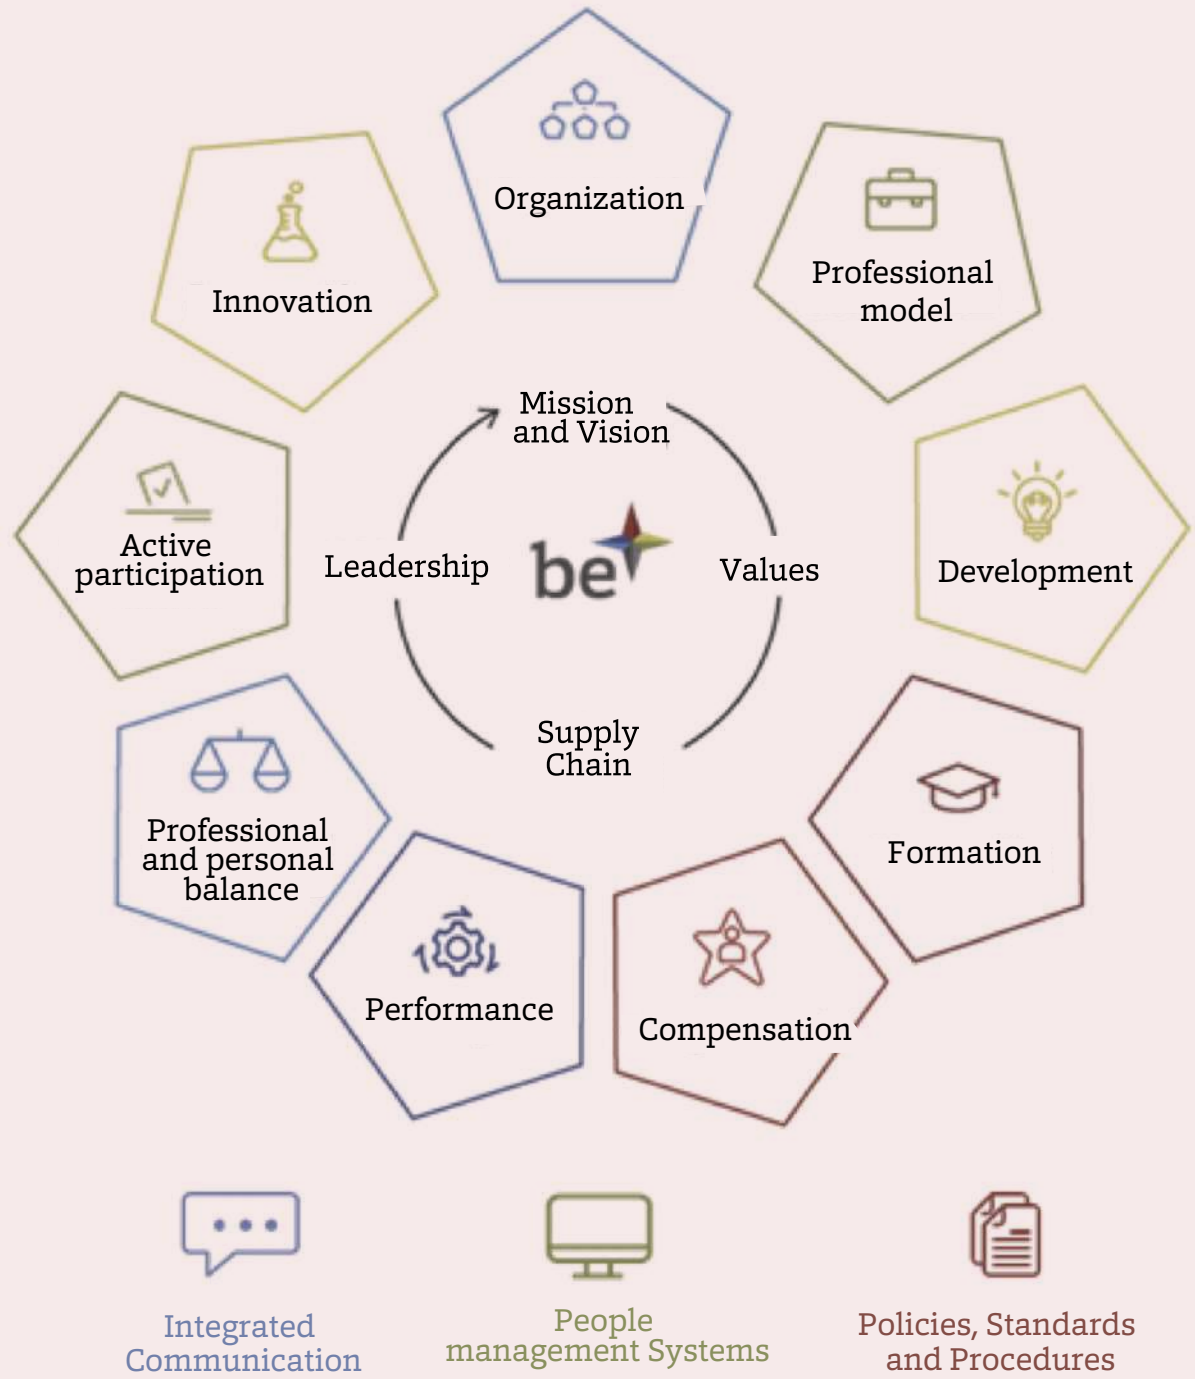 Organization
Professional
model
Innovation
Mission
and Vision
Active
participation
Leadership
be
Values
Development
Supply
Chain
Professional
and personal
balance
Formation
Performance
Compensation
Integrated
Communication
People
management Systems
Policies, Standards
and Procedures